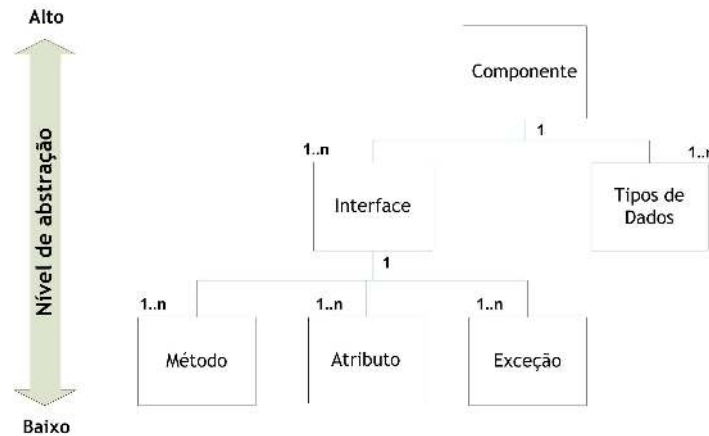 Alto
Nível de abstração
Componente
1
1..n
1..n
Interface
Tipos de
Dados
1
1..n
1..n
1..n
Método
Atributo
Exceção
Baixo